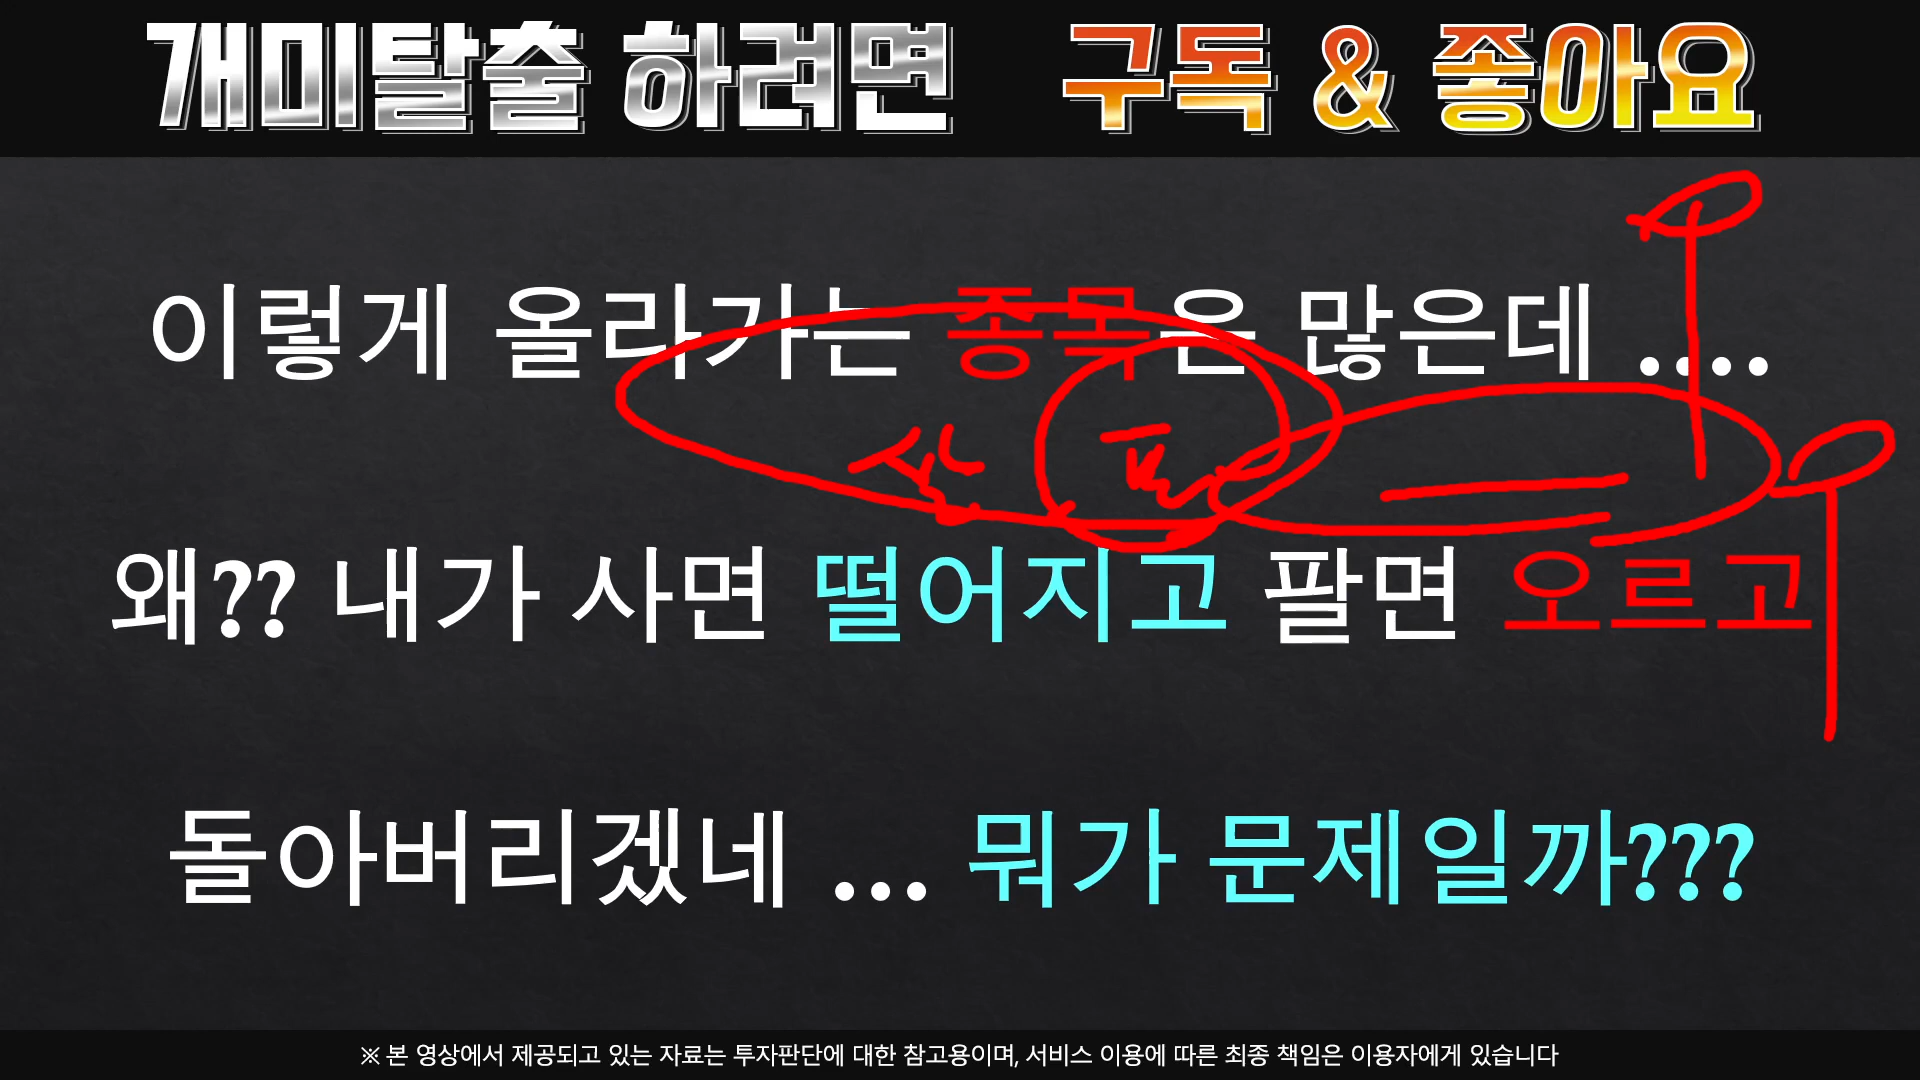 개미탈출 하려면 구독 & 좋아요
이렇게 올라가는 종목은 많은데 ....
왜?? 내가 사면 떨어지고 팔면 오르고
돌아버리겠네 ... 뭐가 문제일까???
※ 본 영상에서 제공되고 있는 자료는 투자판단에 대한 참고용이며, 서비스 이용에 따른 최종 책임은 이용자에게 있습니다